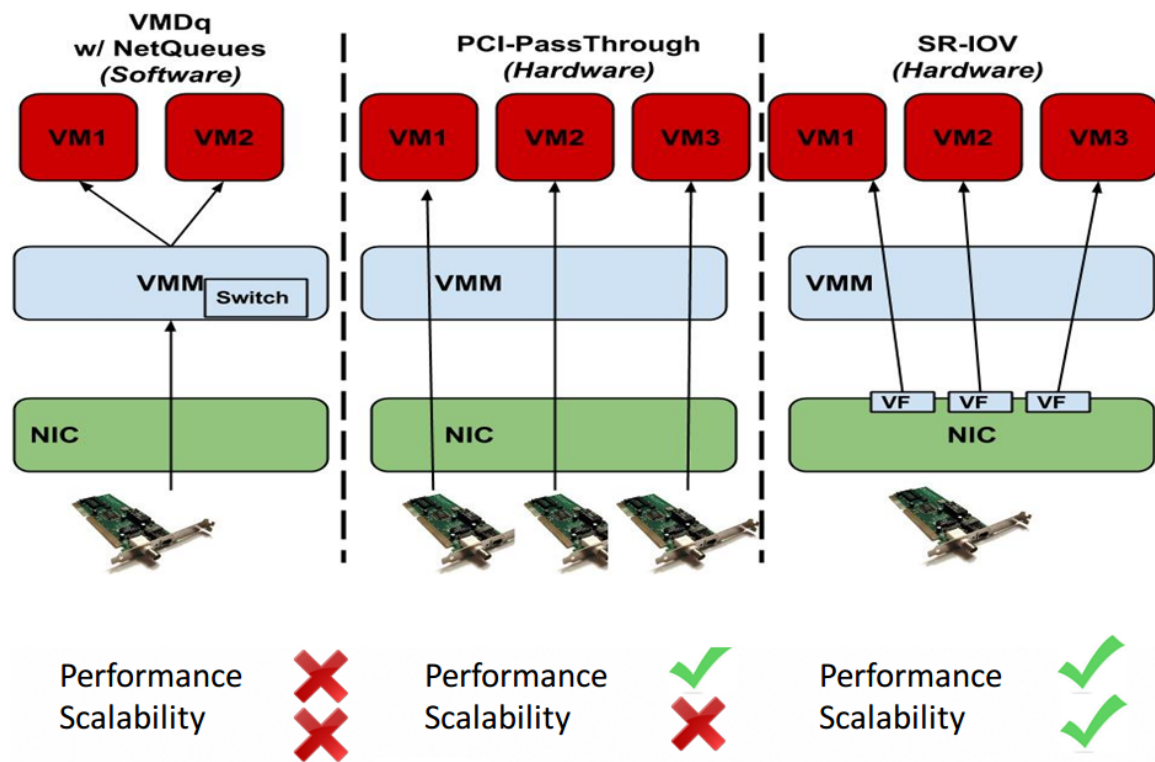 VMDq
w/ NetQueues
(Software)
VM1
VM2
VMM
Switch
NIC
Performance
Scalability
PCI-PassThrough
(Hardware)
VM1
VM2
VM3
VMM
NIC
Performance
Scalability
SR-IOV
(Hardware)
VM1
VM2
VM3
VMM
VF
VF
VF
NIC
Performance
Scalability